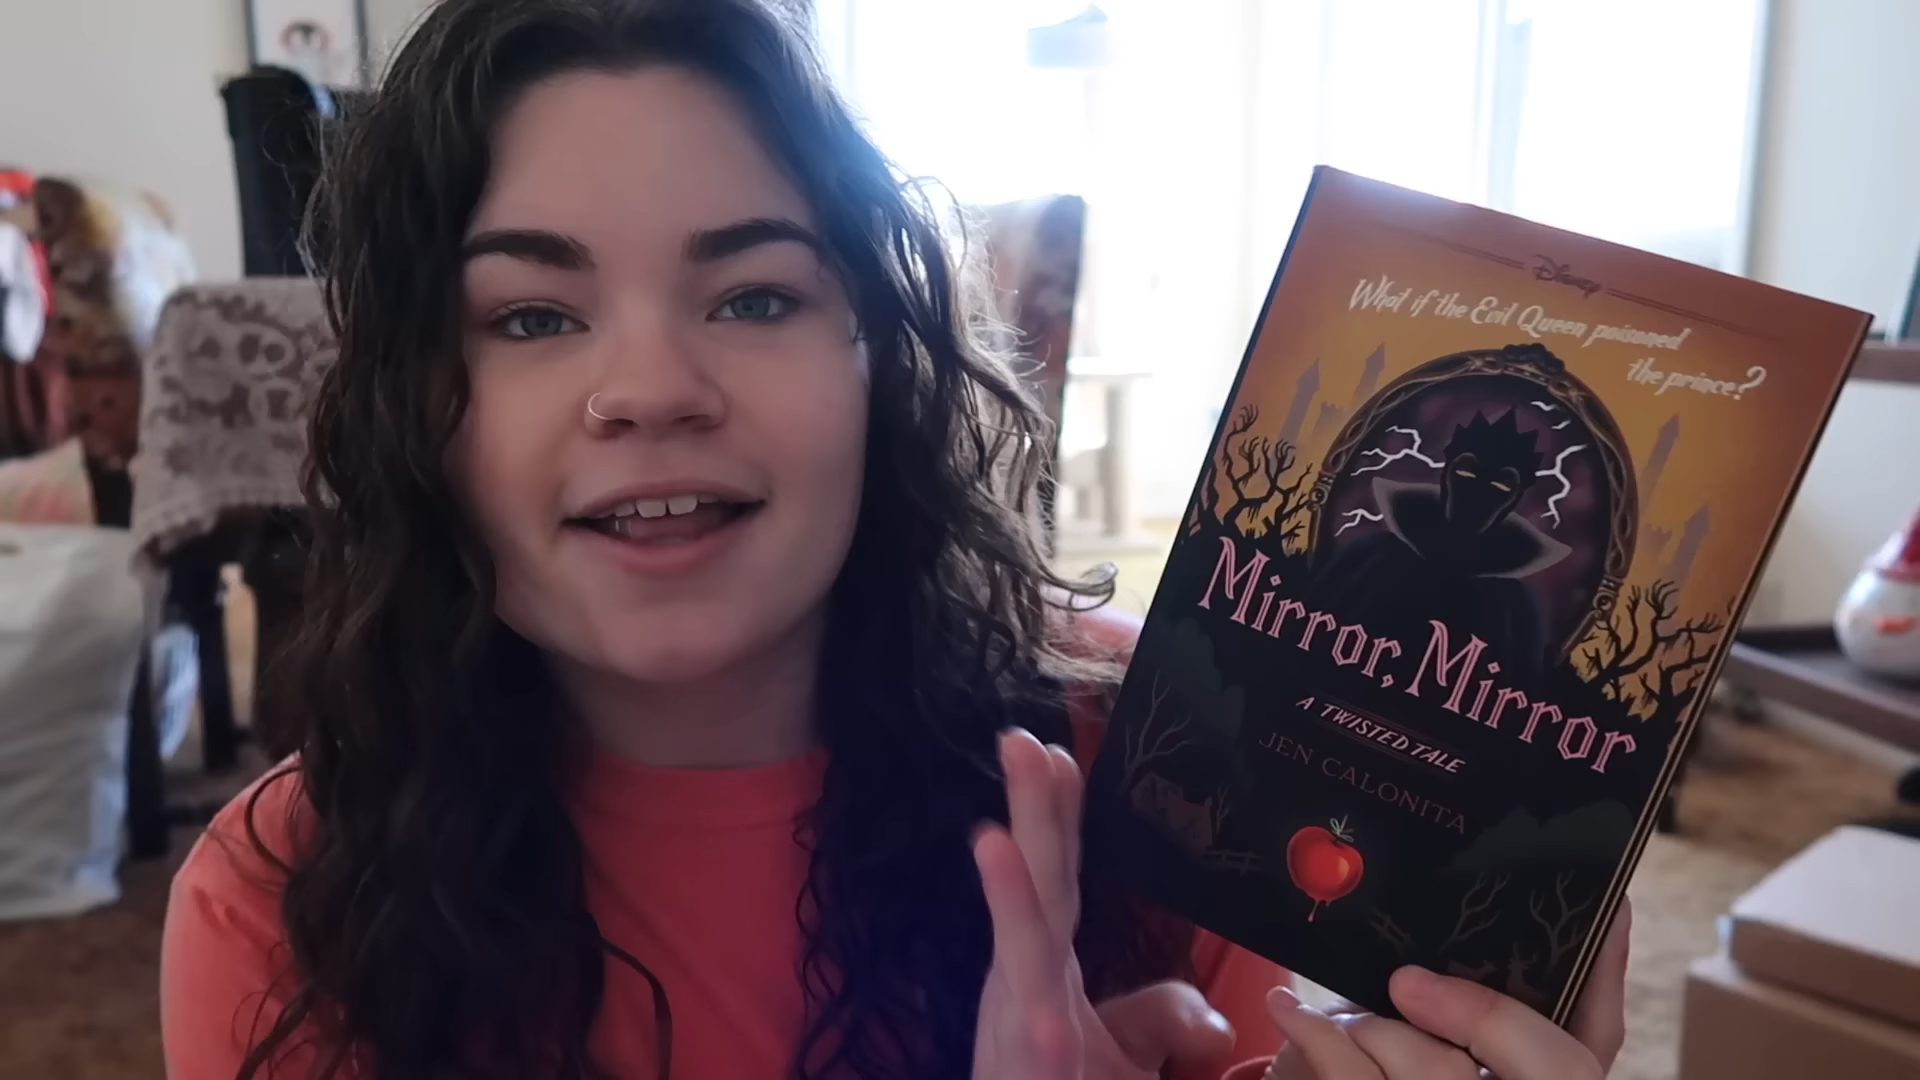 Disney
What if the Evil Queen poisoned
the prince?
Mirror, Mirror
A TWISTED TALE
JEN CALONITA